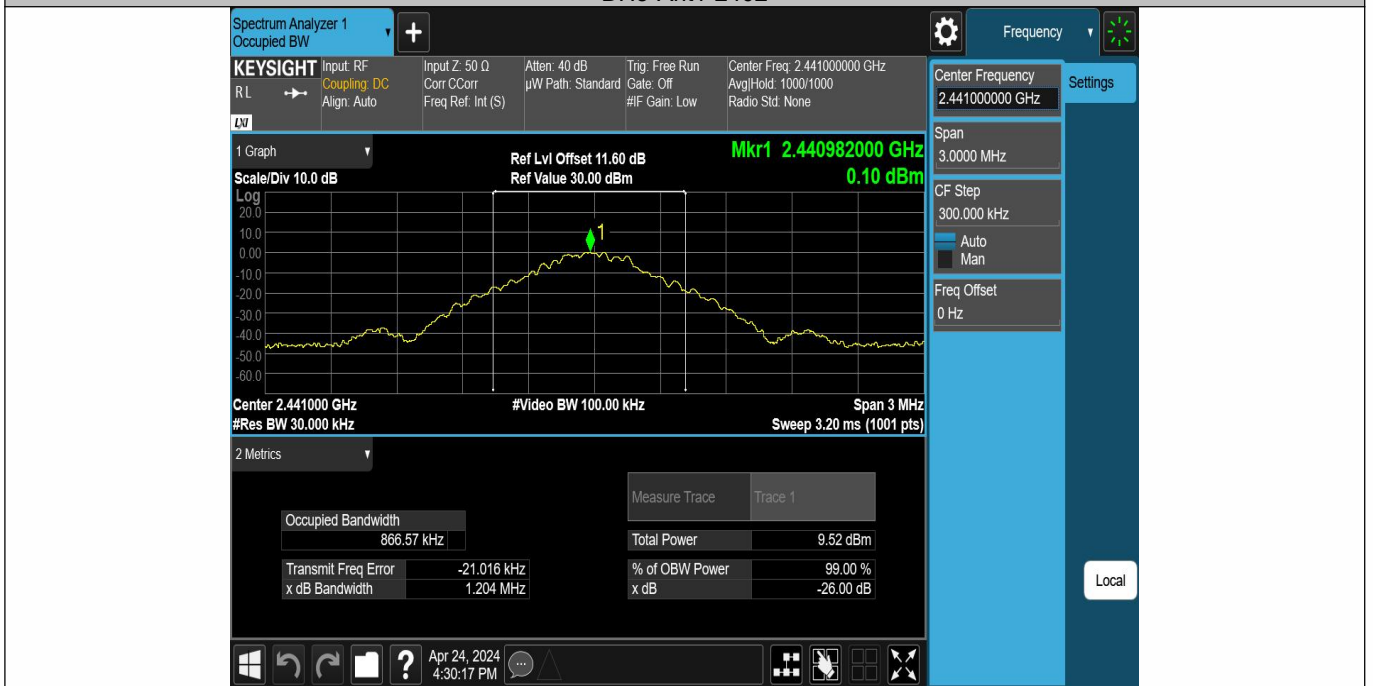 Spectrum Analyzer 1
Occupied BW
+
Frequency
KEYSIGHT
RL
LXI
Input: RF
Coupling: DC
Align: Auto
Input Z: 50 Ω
Corr CCorr
Freq Ref: Int (S)
Atten: 40 dB
µW Path: Standard
Trig: Free Run
Gate: Off
#IF Gain: Low
Center Freq: 2.441000000 GHz
Avg|Hold: 1000/1000
Radio Std: None
Center Frequency
2.441000000 GHz
Settings
Span
3.0000 MHz
CF Step
300.000 kHz
Auto
Man
Freq Offset
0 Hz
1 Graph
Scale/Div 10.0 dB
Ref Lvl Offset 11.60 dB
Ref Value 30.00 dBm
Mkr1 2.440982000 GHz
0.10 dBm
Log
20.0
10.0
0.00
-10.0
-20.0
-30.0
-40.0
-50.0
-60.0
1
Center 2.441000 GHz
#Res BW 30.000 kHz
#Video BW 100.00 kHz
Span 3 MHz
Sweep 3.20 ms (1001 pts)
2 Metrics
Measure Trace Trace 1
Occupied Bandwidth
866.57 kHz
Total Power 9.52 dBm
Transmit Freq Error -21.016 kHz
% of OBW Power 99.00 %
x dB Bandwidth 1.204 MHz
x dB -26.00 dB
Local
?
Apr 24, 2024
4:30:17 PM